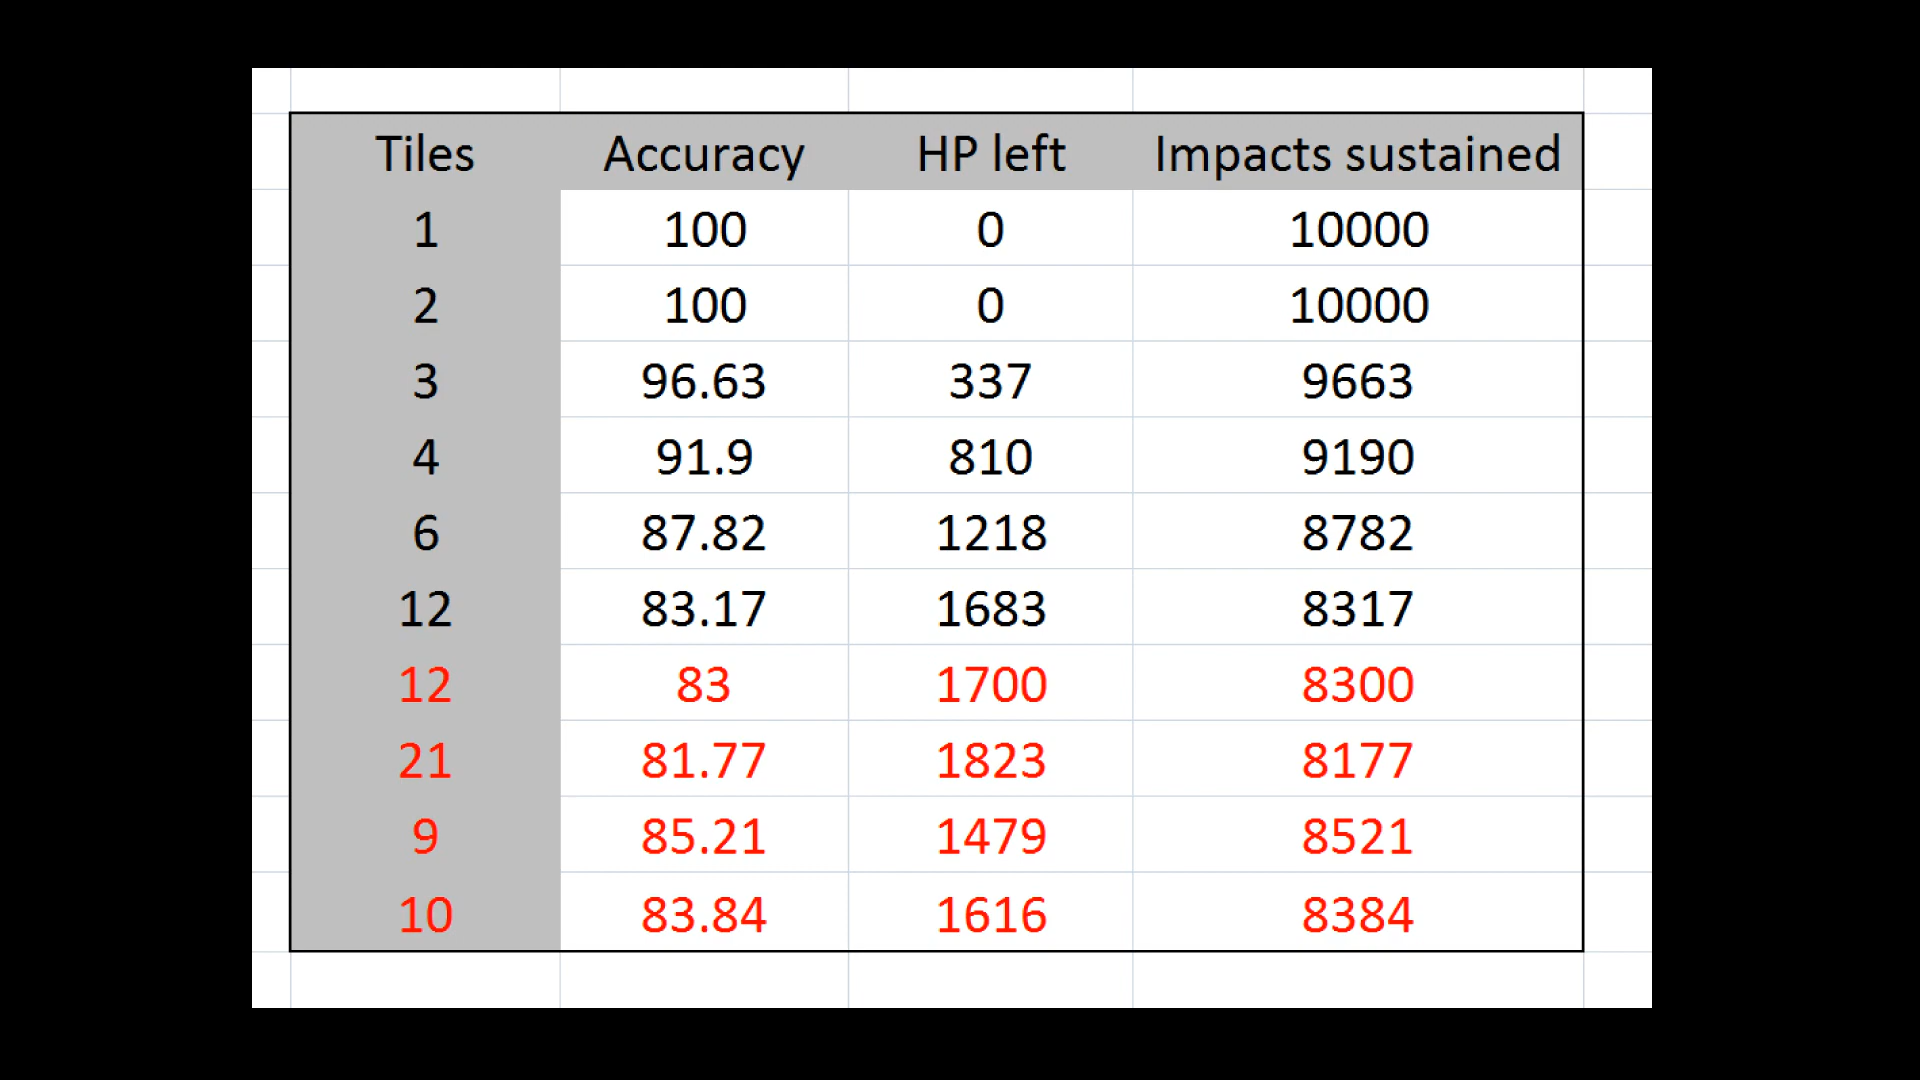 Tiles Accuracy HP left Impacts sustained
1 100 0 10000
2 100 0 10000
3 96.63 337 9663
4 91.9 810 9190
6 87.82 1218 8782
12 83.17 1683 8317
12 83 1700 8300
21 81.77 1823 8177
9 85.21 1479 8521
10 83.84 1616 8384